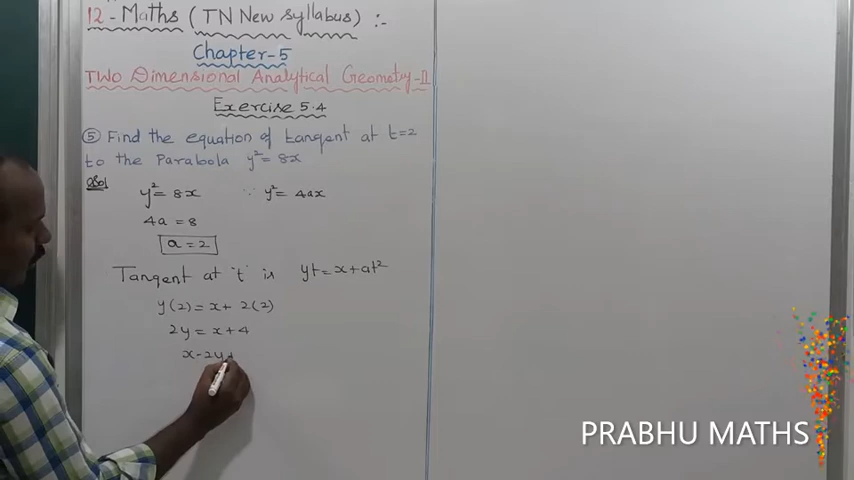 12 - Maths (TN New syllabus) :-
Chapter-5
Two Dimensional Analytical Geometry-II
Exercise 5.4
⑤ Find the equation of tangent at t=2
to the Parabola y² = 8x
Sol
y² = 8x ∵ y² = 4ax
4a = 8
a = 2
Tangent at 't' is yt = x + at²
y(2) = x + 2(2)
2y = x + 4
x - 2y +
PRABHU MATHS